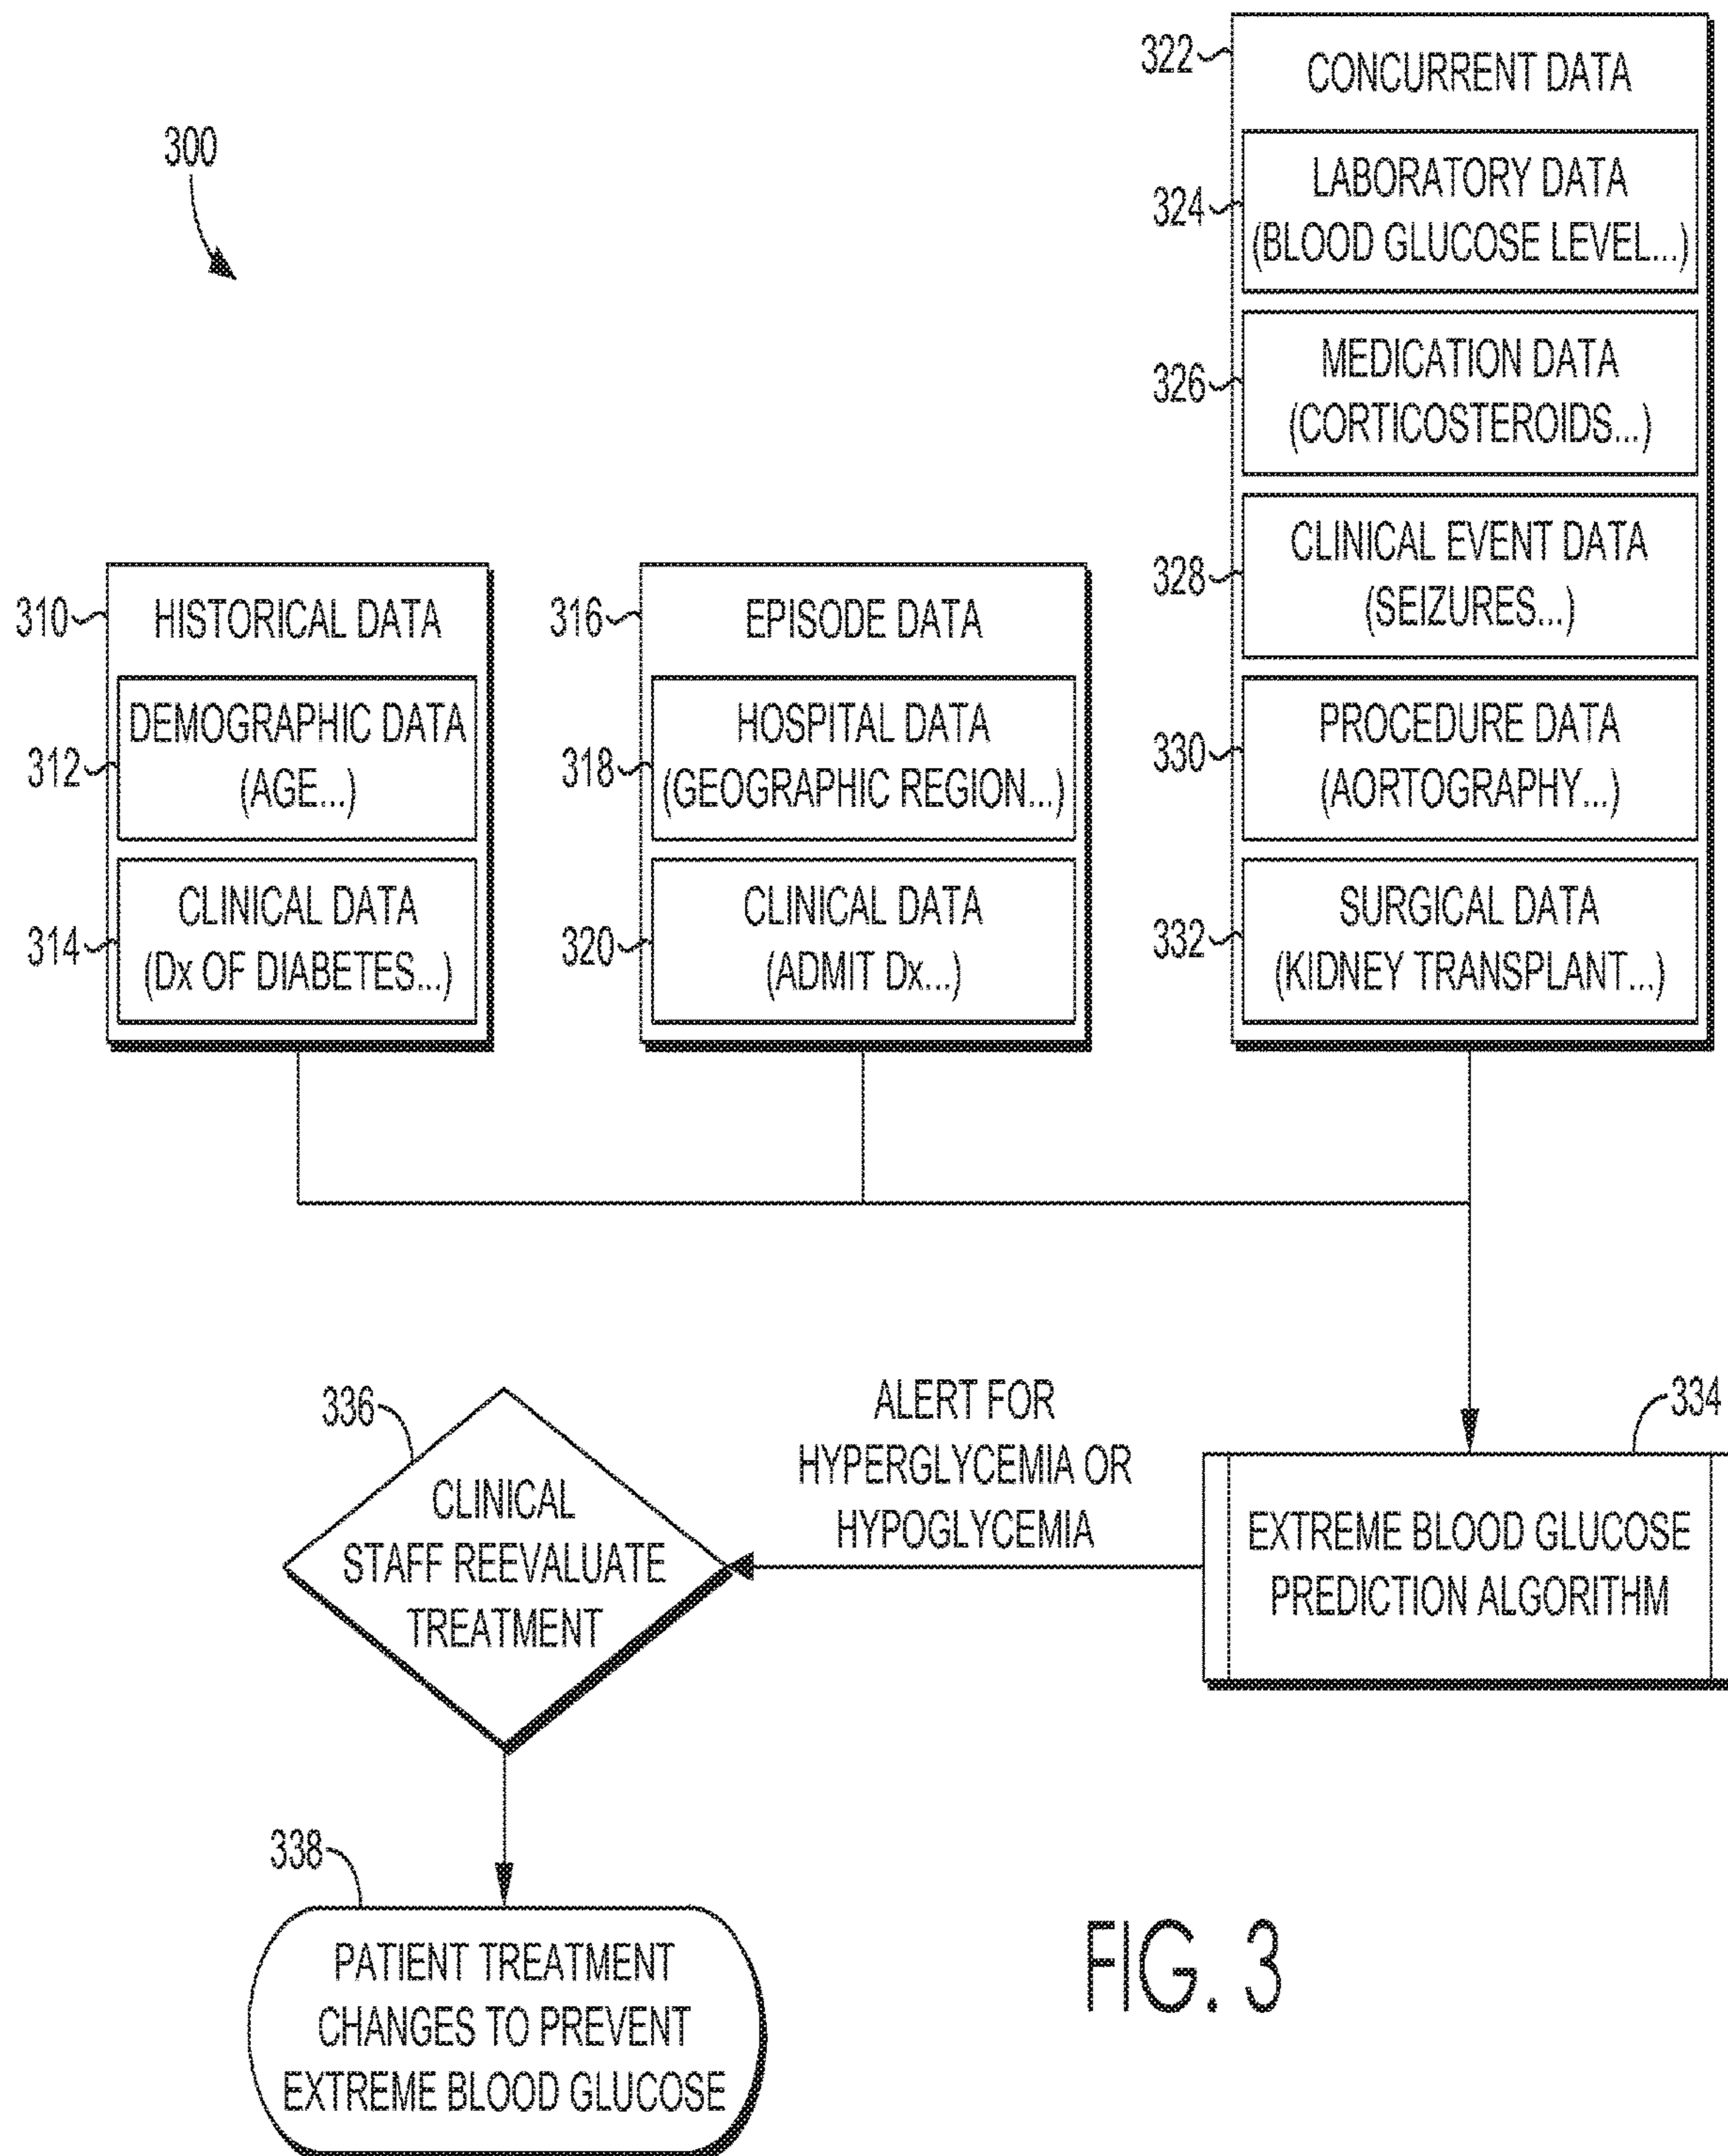 300
322
CONCURRENT DATA
324
LABORATORY DATA
(BLOOD GLUCOSE LEVEL...)
326
MEDICATION DATA
(CORTICOSTEROIDS...)
328
CLINICAL EVENT DATA
(SEIZURES...)
330
PROCEDURE DATA
(AORTOGRAPHY...)
332
SURGICAL DATA
(KIDNEY TRANSPLANT...)
310
HISTORICAL DATA
312
DEMOGRAPHIC DATA
(AGE...)
314
CLINICAL DATA
(Dx OF DIABETES...)
316
EPISODE DATA
318
HOSPITAL DATA
(GEOGRAPHIC REGION...)
320
CLINICAL DATA
(ADMIT Dx...)
334
EXTREME BLOOD GLUCOSE
PREDICTION ALGORITHM
ALERT FOR
HYPERGLYCEMIA OR
HYPOGLYCEMIA
336
CLINICAL
STAFF REEVALUATE
TREATMENT
338
PATIENT TREATMENT
CHANGES TO PREVENT
EXTREME BLOOD GLUCOSE
FIG. 3